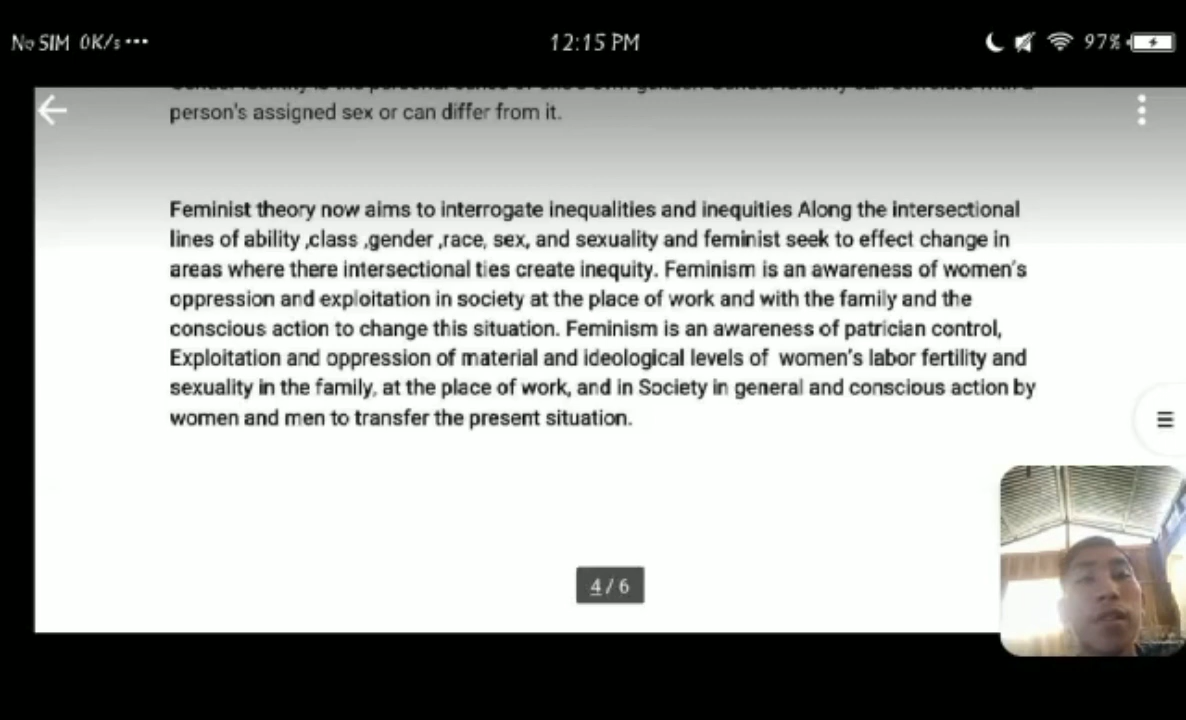 No SIM 0K/s ...
12:15 PM
97%
person's assigned sex or can differ from it.
Feminist theory now aims to interrogate inequalities and inequities Along the intersectional
lines of ability ,class ,gender ,race, sex, and sexuality and feminist seek to effect change in
areas where there intersectional ties create inequity. Feminism is an awareness of women's
oppression and exploitation in society at the place of work and with the family and the
conscious action to change this situation. Feminism is an awareness of patrician control,
Exploitation and oppression of material and ideological levels of women's labor fertility and
sexuality in the family, at the place of work, and in Society in general and conscious action by
women and men to transfer the present situation.
4 / 6